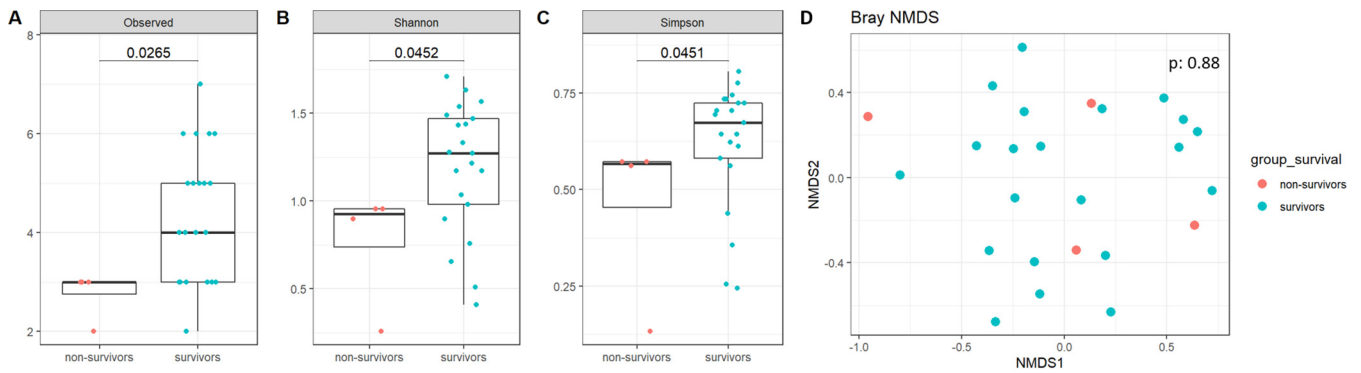 A
Observed
0.0265
8
6
4
2
non-survivors
survivors
B
Shannon
0.0452
1.5
1.0
0.5
non-survivors
survivors
C
Simpson
0.0451
0.75
0.50
0.25
non-survivors
survivors
D
Bray NMDS
p: 0.88
NMDS2
0.4
0.0
-0.4
-1.0
-0.5
0.0
0.5
NMDS1
group_survival
non-survivors
survivors